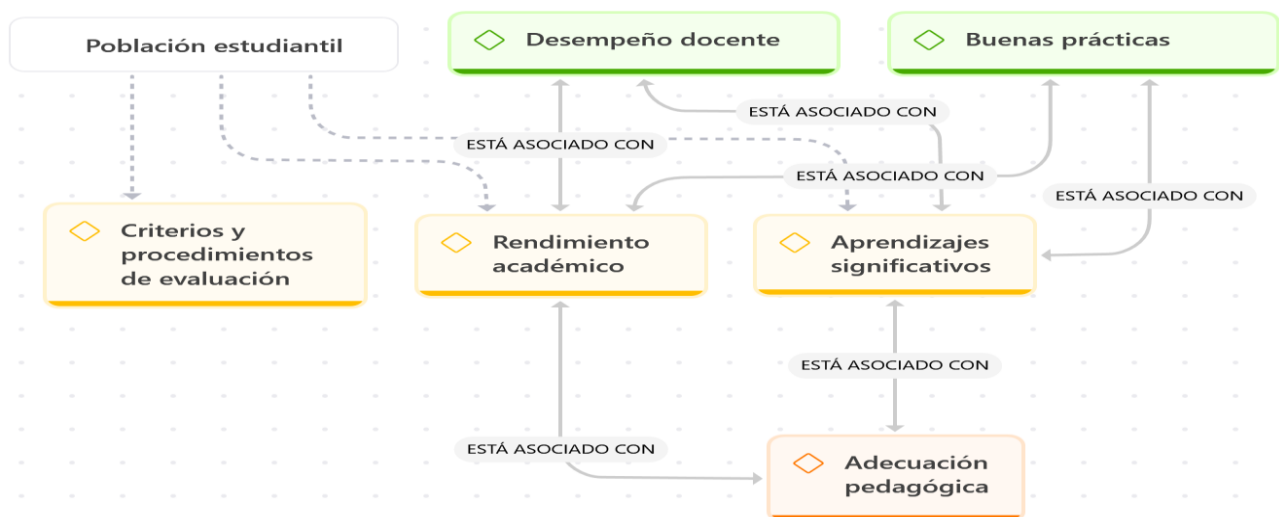 Población estudiantil
Desempeño docente
Buenas prácticas
ESTÁ ASOCIADO CON
ESTÁ ASOCIADO CON
ESTÁ ASOCIADO CON
ESTÁ ASOCIADO CON
Criterios y
procedimientos
de evaluación
Rendimiento
académico
Aprendizajes
significativos
ESTÁ ASOCIADO CON
ESTÁ ASOCIADO CON
Adecuación
pedagógica